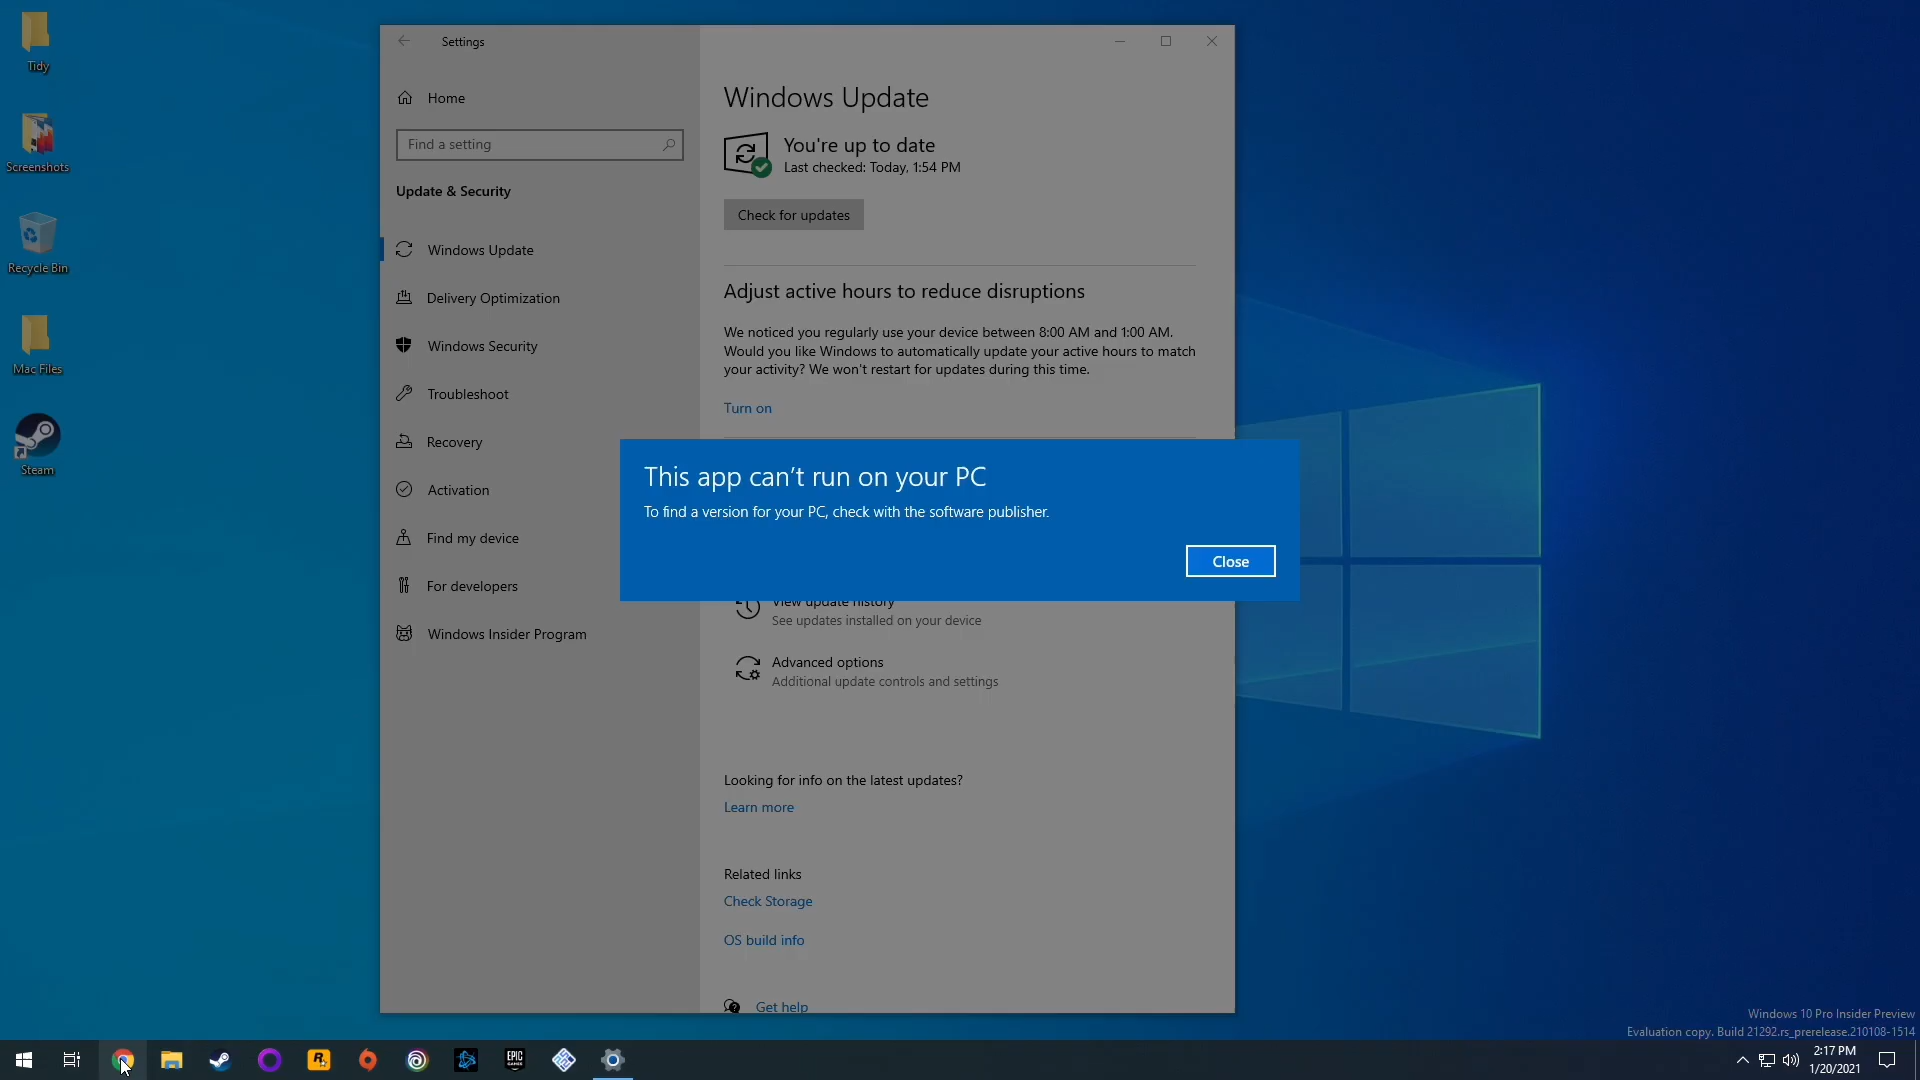 Tidy
Screenshots
Recycle Bin
Mac Files
Steam
Settings
Home
Find a setting
Update & Security
Windows Update
Delivery Optimization
Windows Security
Troubleshoot
Recovery
Activation
Find my device
For developers
Windows Insider Program
Windows Update
You're up to date
Last checked: Today, 1:54 PM
Check for updates
Adjust active hours to reduce disruptions
We noticed you regularly use your device between 8:00 AM and 1:00 AM.
Would you like Windows to automatically update your active hours to match
your activity? We won't restart for updates during this time.
Turn on
This app can't run on your PC
To find a version for your PC, check with the software publisher.
Close
View update history
See updates installed on your device
Advanced options
Additional update controls and settings
Looking for info on the latest updates?
Learn more
Related links
Check Storage
OS build info
Get help
Windows 10 Pro Insider Preview
Evaluation copy. Build 21292.rs_prerelease.210108-1514
EPIC
GAMES
2:17 PM
1/20/2021